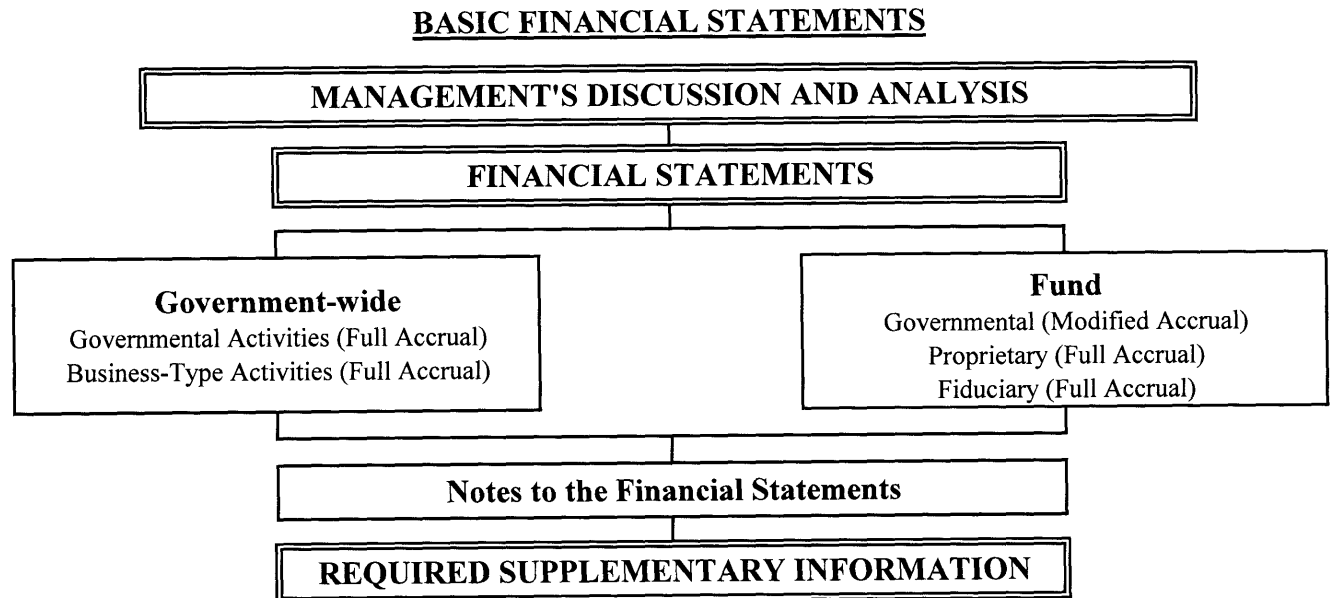 BASIC FINANCIAL STATEMENTS
MANAGEMENT'S DISCUSSION AND ANALYSIS
FINANCIAL STATEMENTS
Government-wide
Governmental Activities (Full Accrual)
Business-Type Activities (Full Accrual)
Fund
Governmental (Modified Accrual)
Proprietary (Full Accrual)
Fiduciary (Full Accrual)
Notes to the Financial Statements
REQUIRED SUPPLEMENTARY INFORMATION